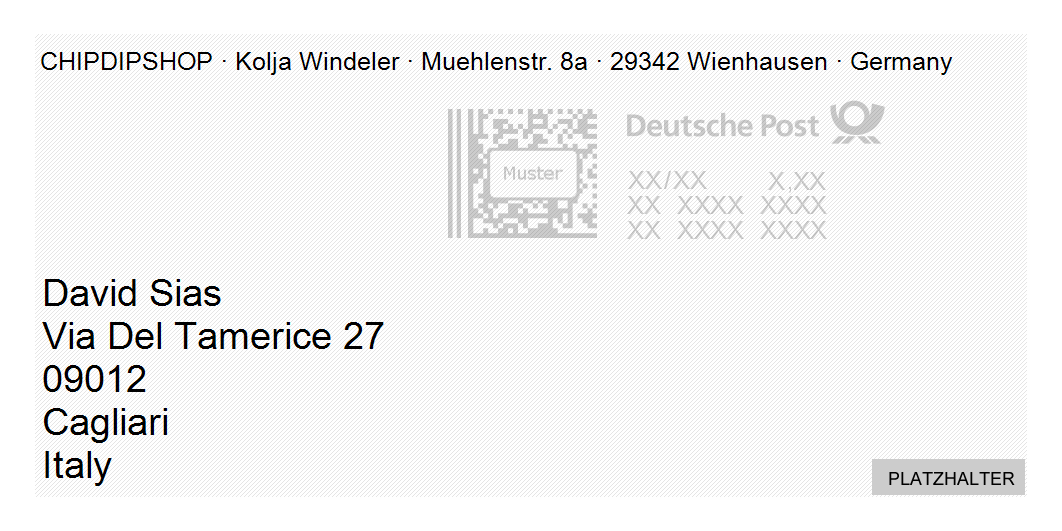 CHIPDIPSHOP · Kolja Windeler · Muehlenstr. 8a · 29342 Wienhausen · Germany
Deutsche Post
Muster
XX/XX X,XX
XX XXXX XXXX
XX XXXX XXXX
David Sias
Via Del Tamerice 27
09012
Cagliari
Italy
PLATZHALTER